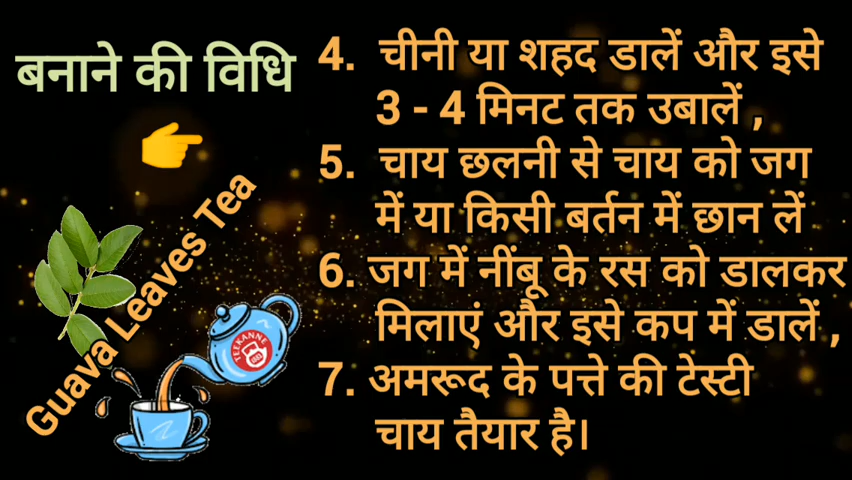 बनाने की विधि
4. चीनी या शहद डालें और इसे
3 - 4 मिनट तक उबालें ,
5. चाय छलनी से चाय को जग
में या किसी बर्तन में छान लें
6. जग में नींबू के रस को डालकर
मिलाएं और इसे कप में डालें ,
7. अमरूद के पत्ते की टेस्टी
चाय तैयार है।
Guava Leaves Tea
TEEKANNE